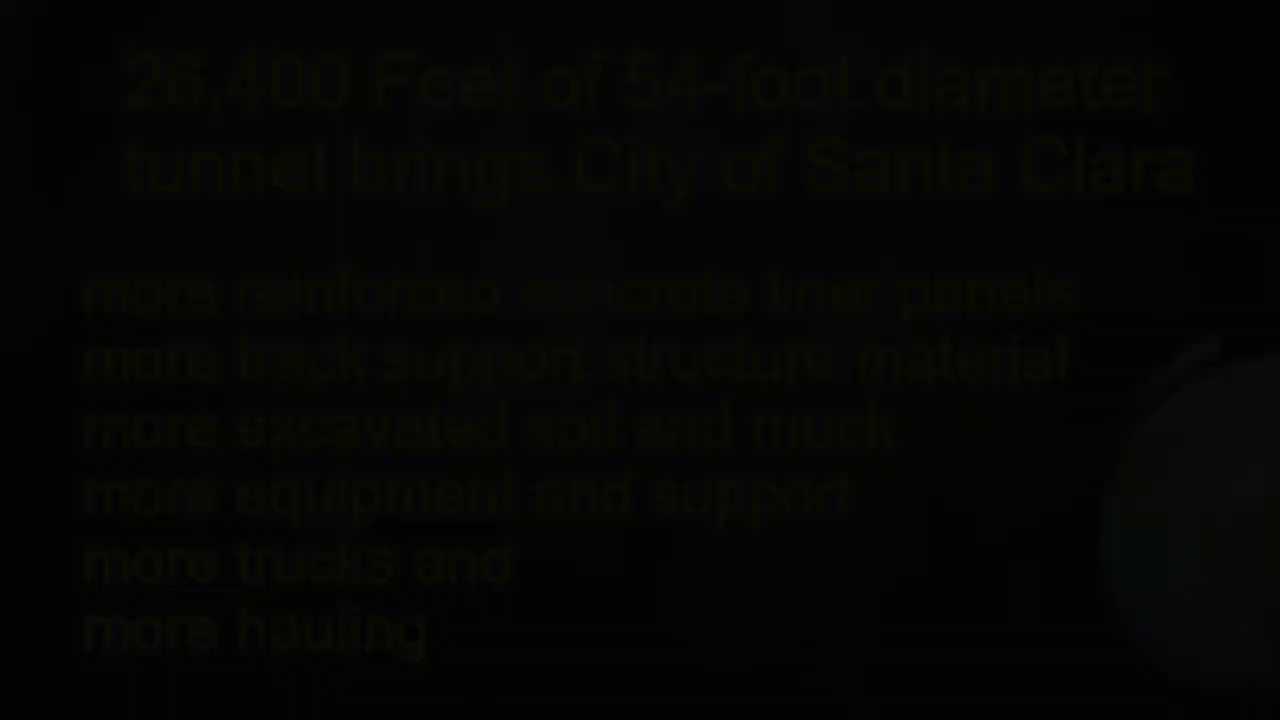 26,400 Feet of 54-foot diameter
tunnel brings City of Santa Clara
more reinforced concrete liner panels
more track support structure material
more excavated soil and muck
more equipment and support
more trucks and
more hauling